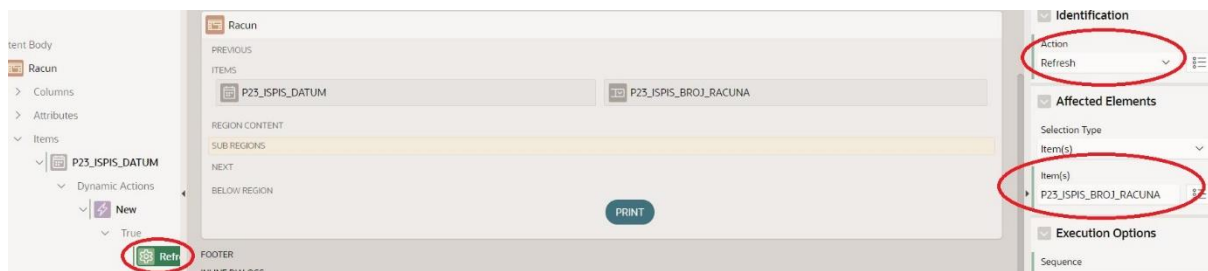 tent Body
Racun
Columns
Attributes
Items
P23_ISPIS_DATUM
Dynamic Actions
New
True
Refr
Racun
PREVIOUS
ITEMS
P23_ISPIS_DATUM
P23_ISPIS_BROJ_RACUNA
REGION CONTENT
SUB REGIONS
NEXT
BELOW REGION
PRINT
FOOTER
INLINE DIALOGS
Identification
Action
Refresh
Affected Elements
Selection Type
Item(s)
Item(s)
P23_ISPIS_BROJ_RACUNA
Execution Options
Sequence